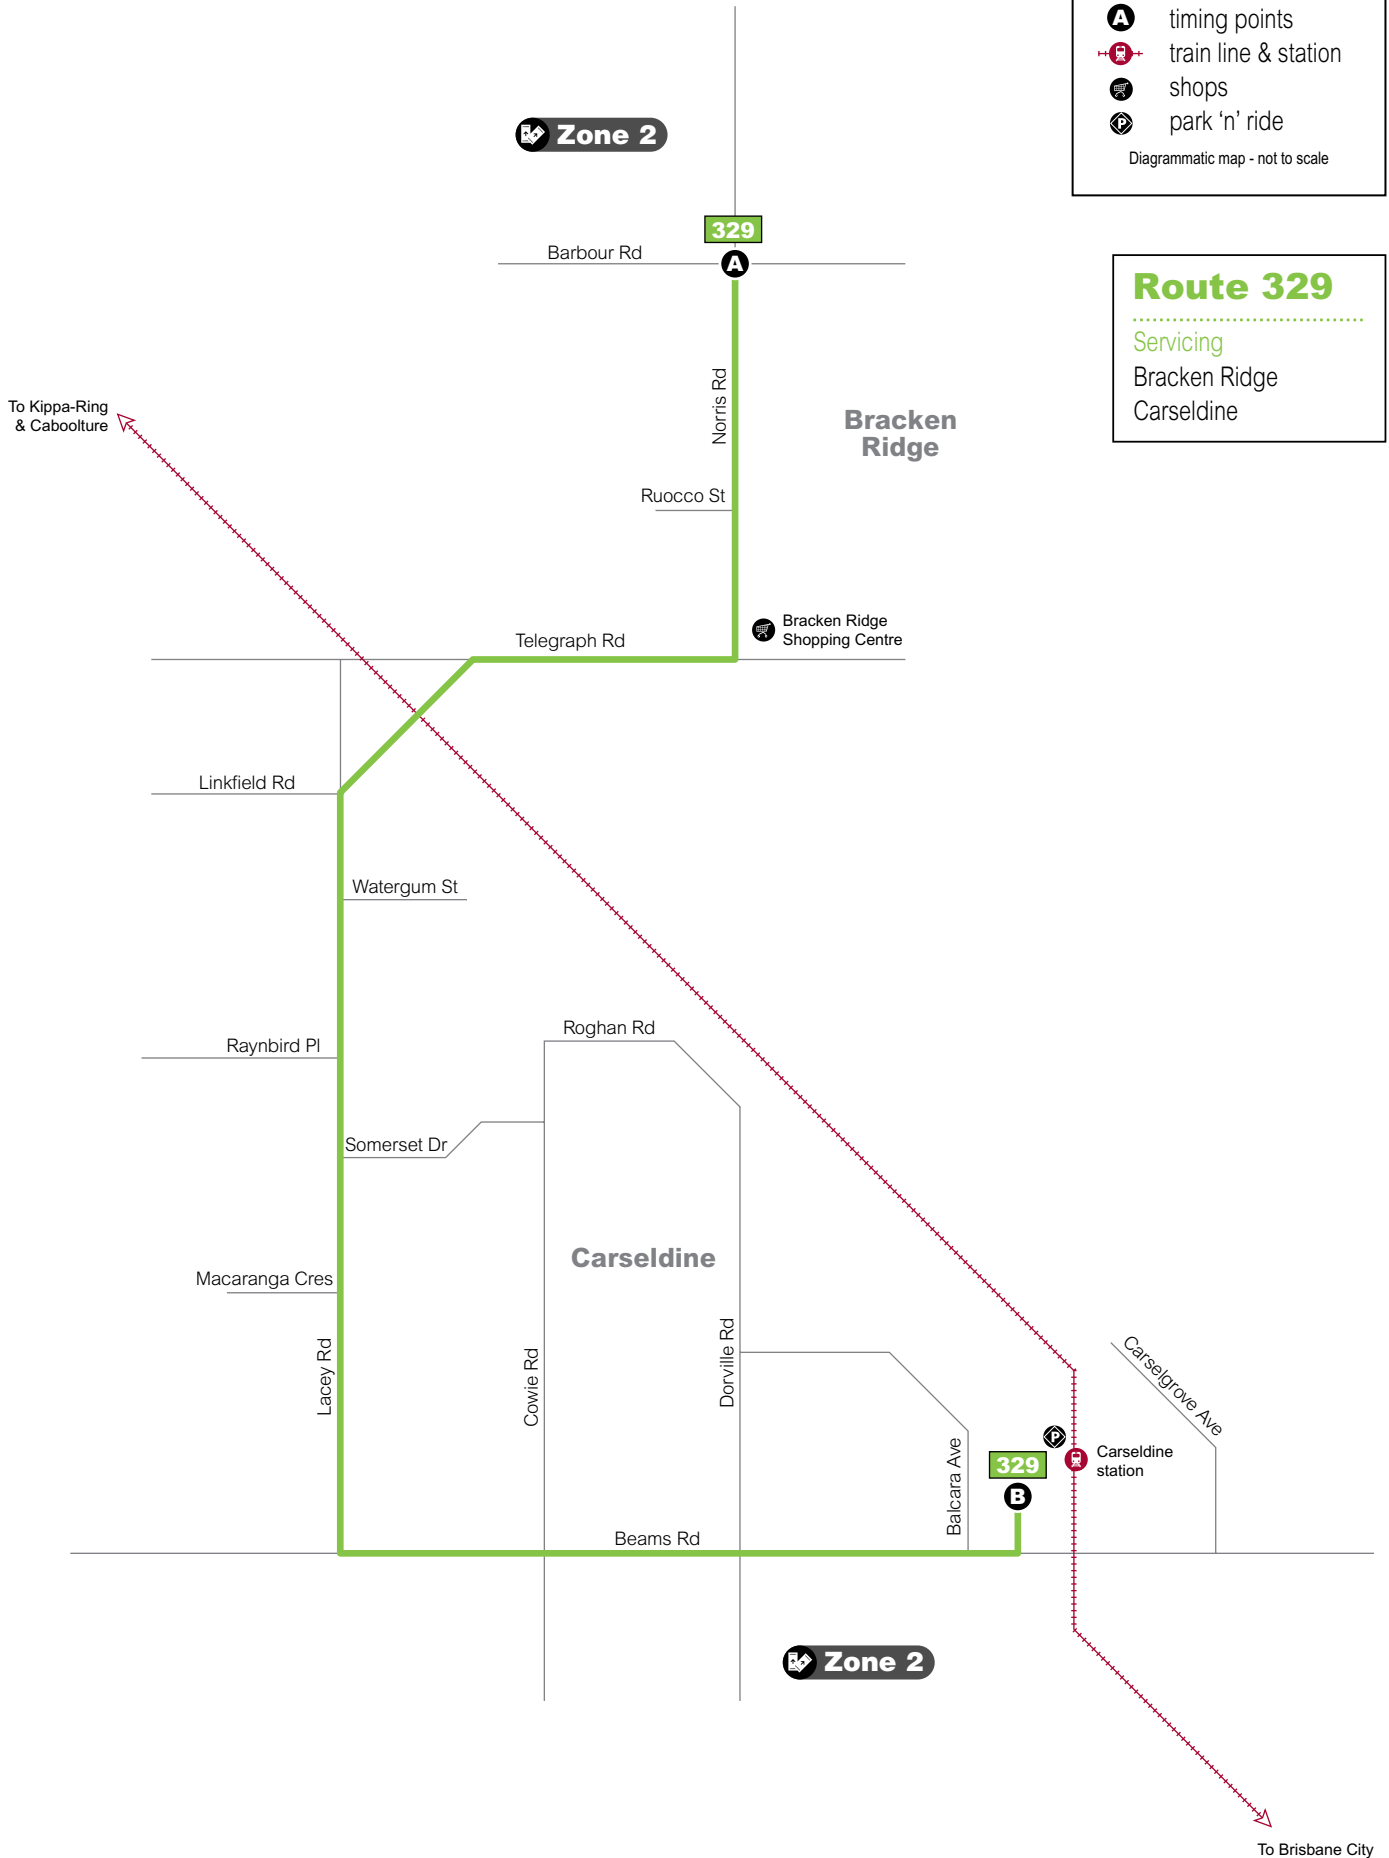 A timing points
train line & station
shops
P park ‘n’ ride
Diagrammatic map - not to scale
Zone 2
329
Barbour Rd
A
Route 329
Servicing
Bracken Ridge
Carseldine
Norris Rd
To Kippa-Ring
& Caboolture
Bracken
Ridge
Ruocco St
Bracken Ridge
Shopping Centre
Telegraph Rd
Linkfield Rd
Watergum St
Roghan Rd
Raynbird Pl
Somerset Dr
Carseldine
Macaranga Cres
Lacey Rd
Cowie Rd
Dorville Rd
Carselgrove Ave
P
Balcara Ave
329
Carseldine
station
B
Beams Rd
Zone 2
To Brisbane City